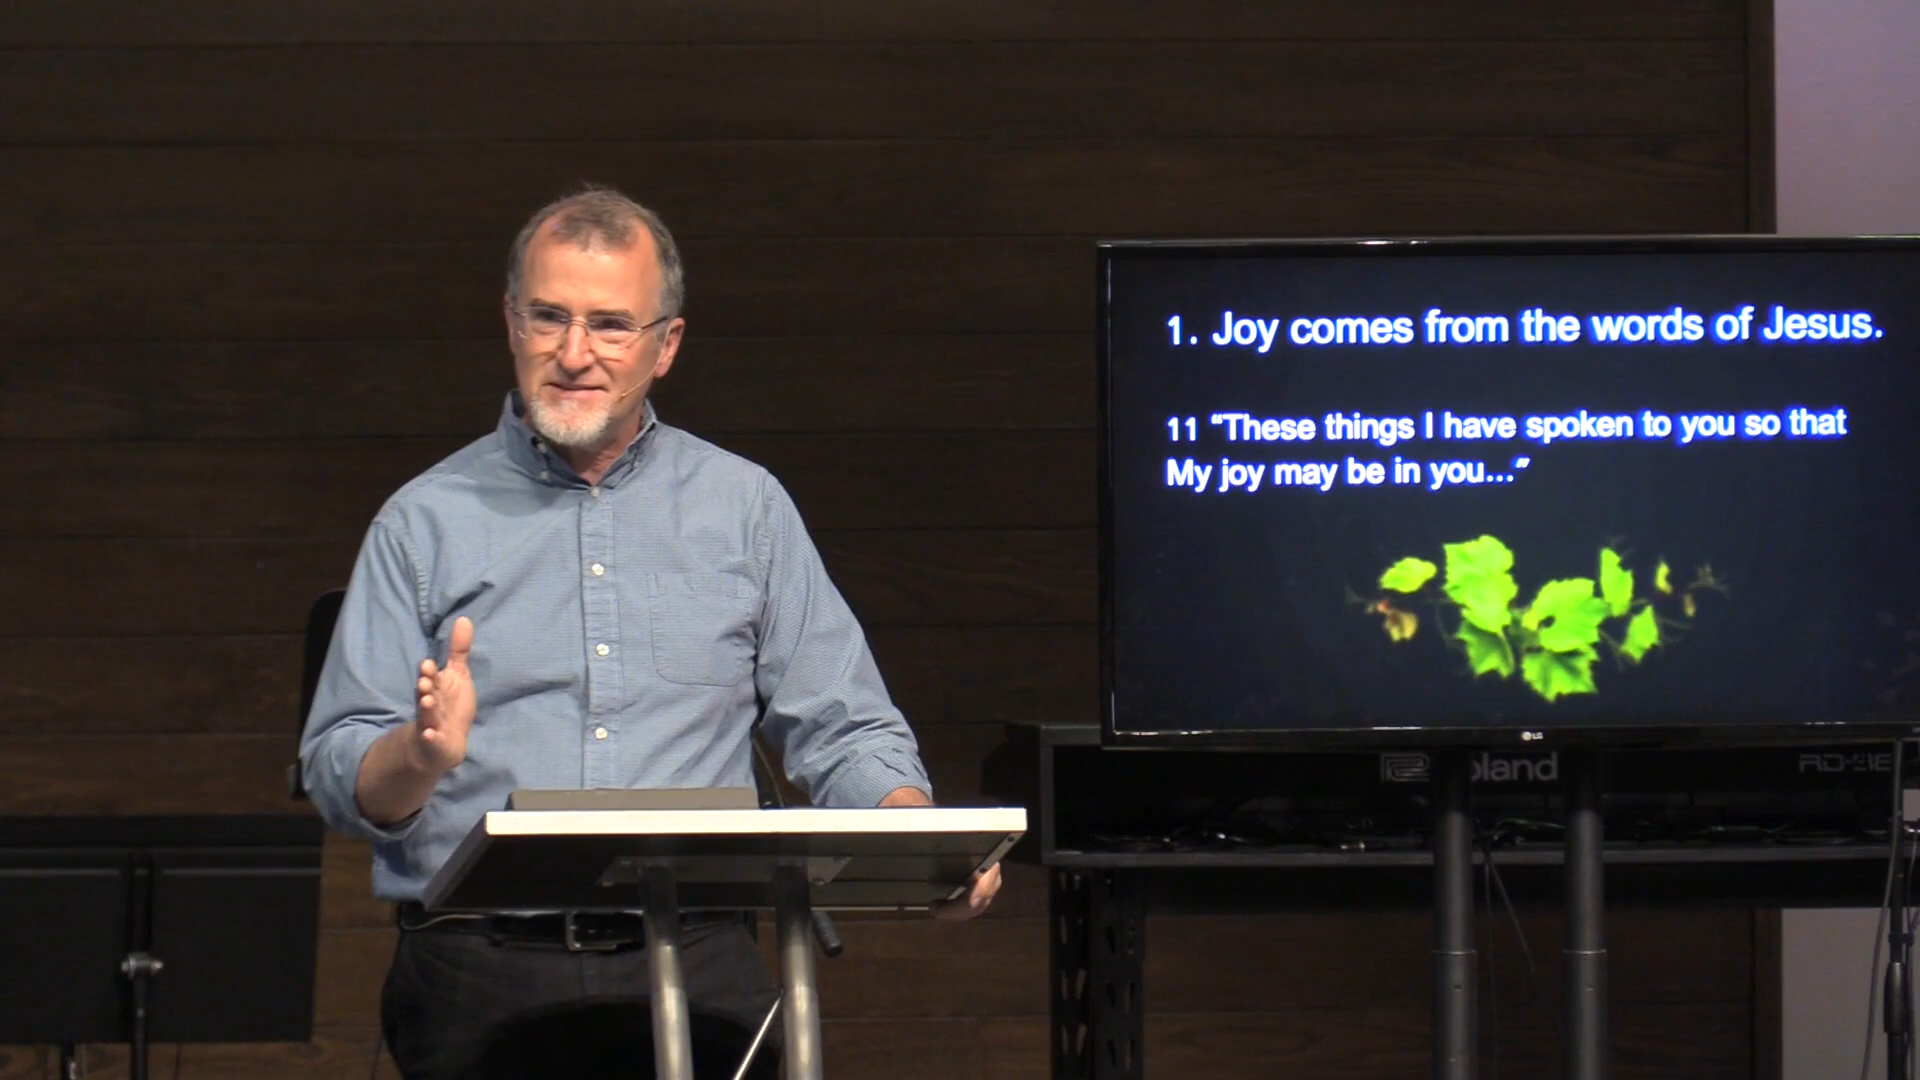 1. Joy comes from the words of Jesus.
11 “These things I have spoken to you so that
My joy may be in you...”
LG